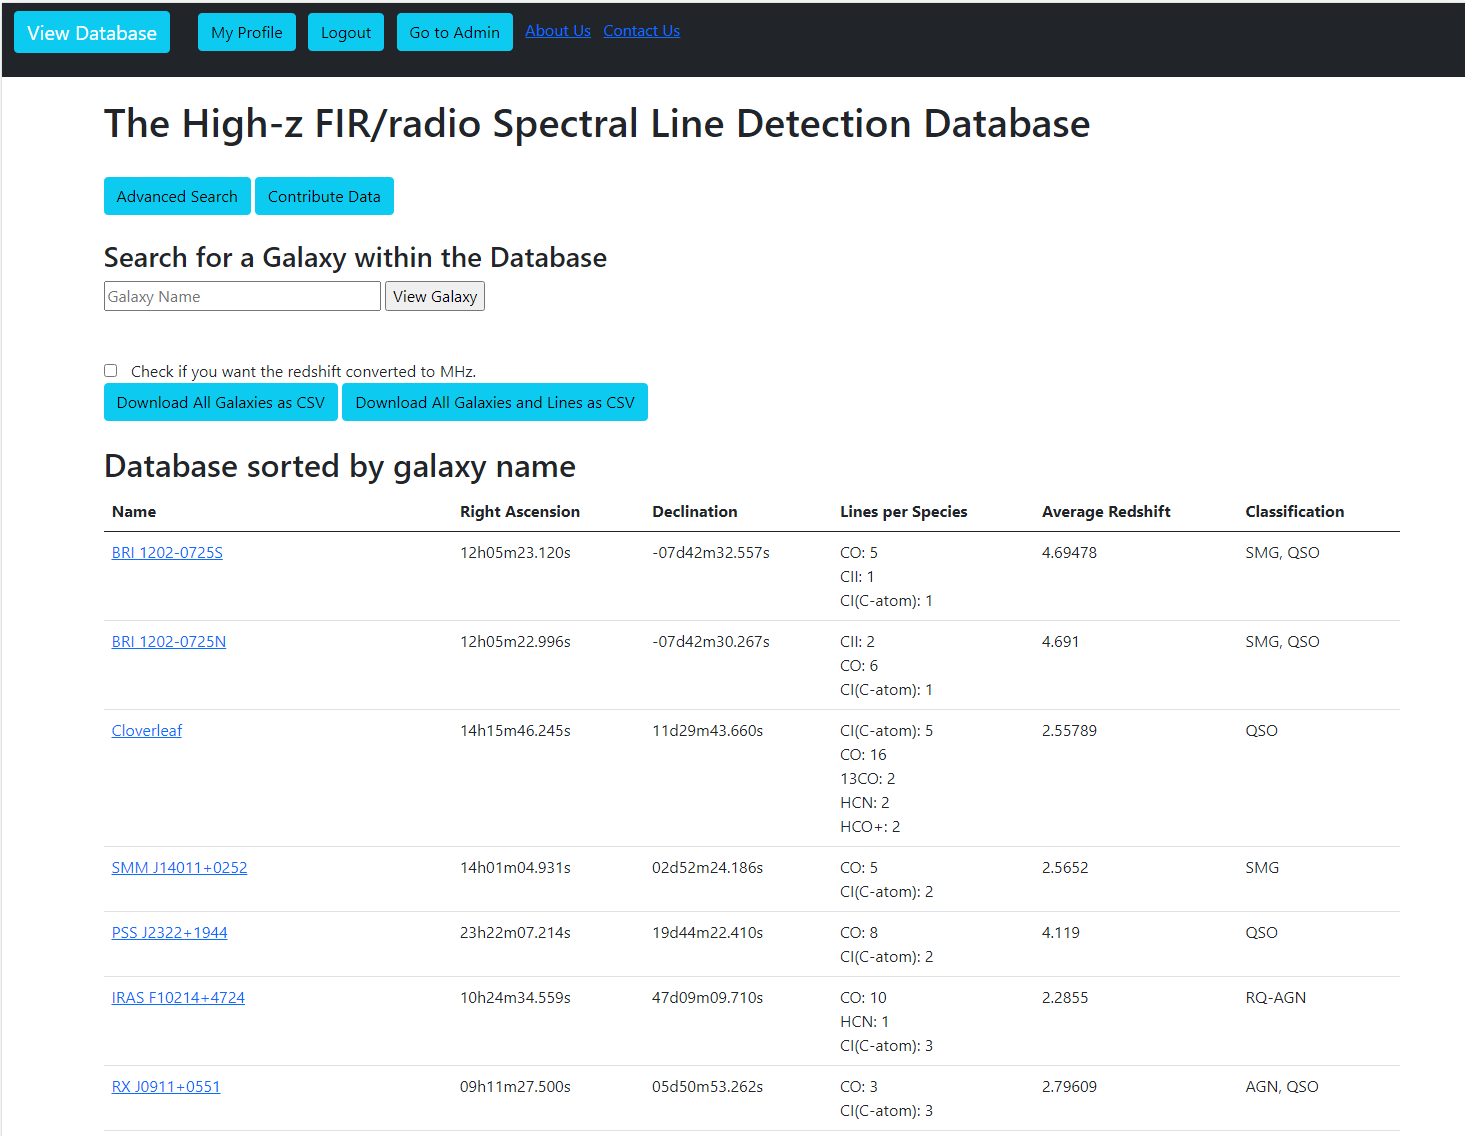 View Database My Profile Logout Go to Admin About Us Contact Us
The High-z FIR/radio Spectral Line Detection Database
Advanced Search Contribute Data
Search for a Galaxy within the Database
Galaxy Name View Galaxy
Check if you want the redshift converted to MHz.
Download All Galaxies as CSV Download All Galaxies and Lines as CSV
Database sorted by galaxy name
Name Right Ascension Declination Lines per Species Average Redshift Classification
BRI 1202-0725S 12h05m23.120s -07d42m32.557s CO: 5 4.69478 SMG, QSO
CII: 1
CI(C-atom): 1
BRI 1202-0725N 12h05m22.996s -07d42m30.267s CII: 2 4.691 SMG, QSO
CO: 6
CI(C-atom): 1
Cloverleaf 14h15m46.245s 11d29m43.660s CI(C-atom): 5 2.55789 QSO
CO: 16
13CO: 2
HCN: 2
HCO+: 2
SMM J14011+0252 14h01m04.931s 02d52m24.186s CO: 5 2.5652 SMG
CI(C-atom): 2
PSS J2322+1944 23h22m07.214s 19d44m22.410s CO: 8 4.119 QSO
CI(C-atom): 2
IRAS F10214+4724 10h24m34.559s 47d09m09.710s CO: 10 2.2855 RQ-AGN
HCN: 1
CI(C-atom): 3
RX J0911+0551 09h11m27.500s 05d50m53.262s CO: 3 2.79609 AGN, QSO
CI(C-atom): 3